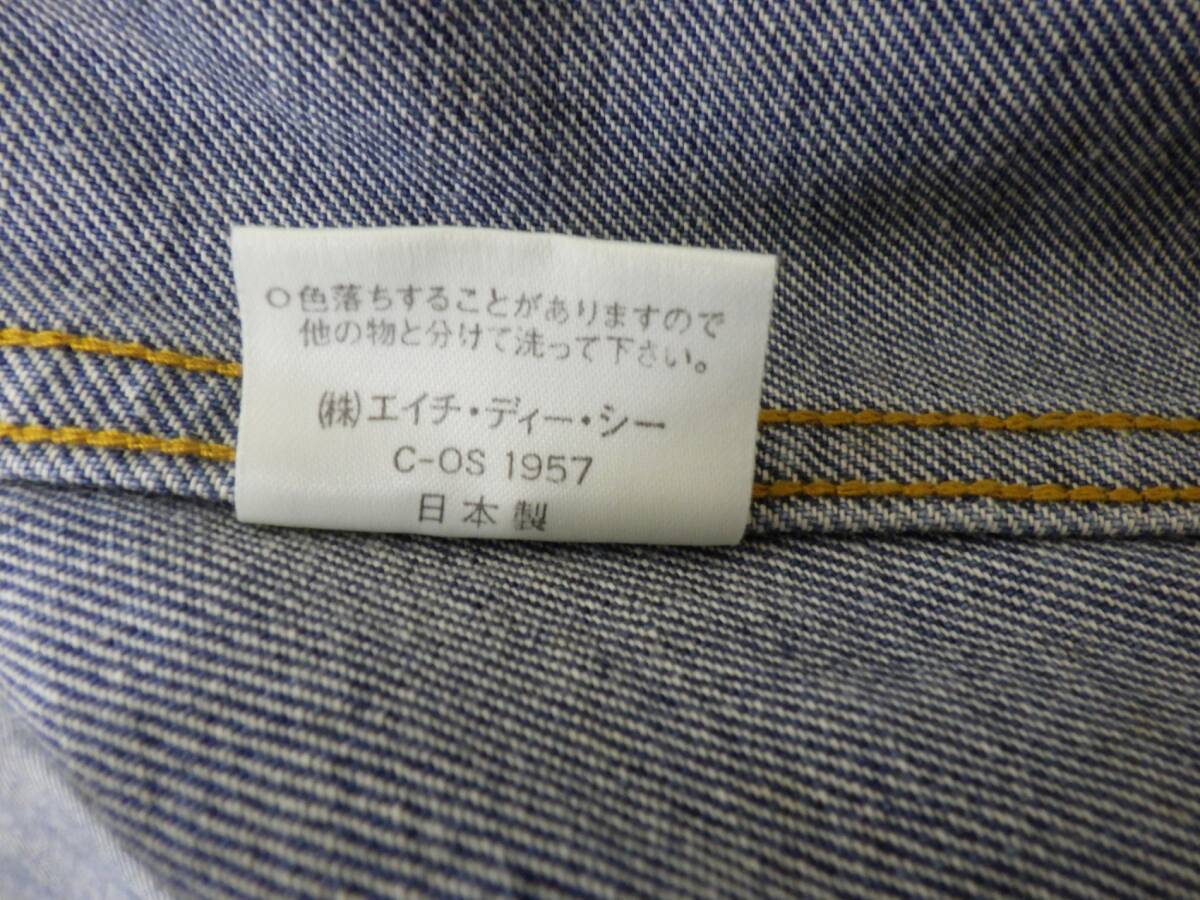 ○色落ちすることがありますので
他の物と分けて洗って下さい。
㈱エイチ・ディー・シー
C-OS 1957
日本製